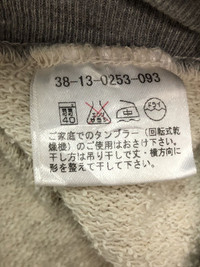 38-13-0253-093
40
ご家庭でのタンブラー(回転式乾
燥機)のご使用はおさけ下さい。
干し方は吊り干しで丈・横方向に
形を整えて干して下さい。